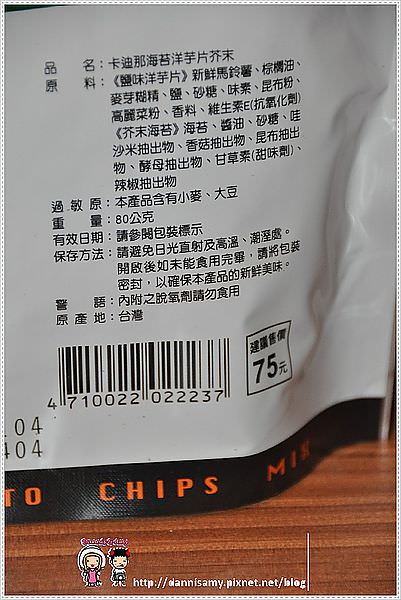 品　　名：卡迪那海苔洋芋片芥末
原　　料：《鹽味洋芋片》新鮮馬鈴薯、棕櫚油、
麥芽糊精、鹽、砂糖、味素、昆布粉、
高麗菜粉、香料、維生素E(抗氧化劑)
《芥末海苔》海苔、醬油、砂糖、哇
沙米抽出物、香菇抽出物、昆布抽出
物、酵母抽出物、甘草素(甜味劑)、
辣椒抽出物
過 敏 原：本產品含有小麥、大豆
重　　量：80公克
有效日期：請參閱包裝標示
保存方法：請避免日光直射及高溫、潮溼處。
開啟後如未能食用完畢，請將包裝
密封，以確保本產品的新鮮美味。
警　　語：內附之脫氧劑請勿食用
原 產 地：台灣
建議售價
75元
4 710022 022237
04
404
TO CHIPS MIX
http://dannisamy.pixnet.net/blog